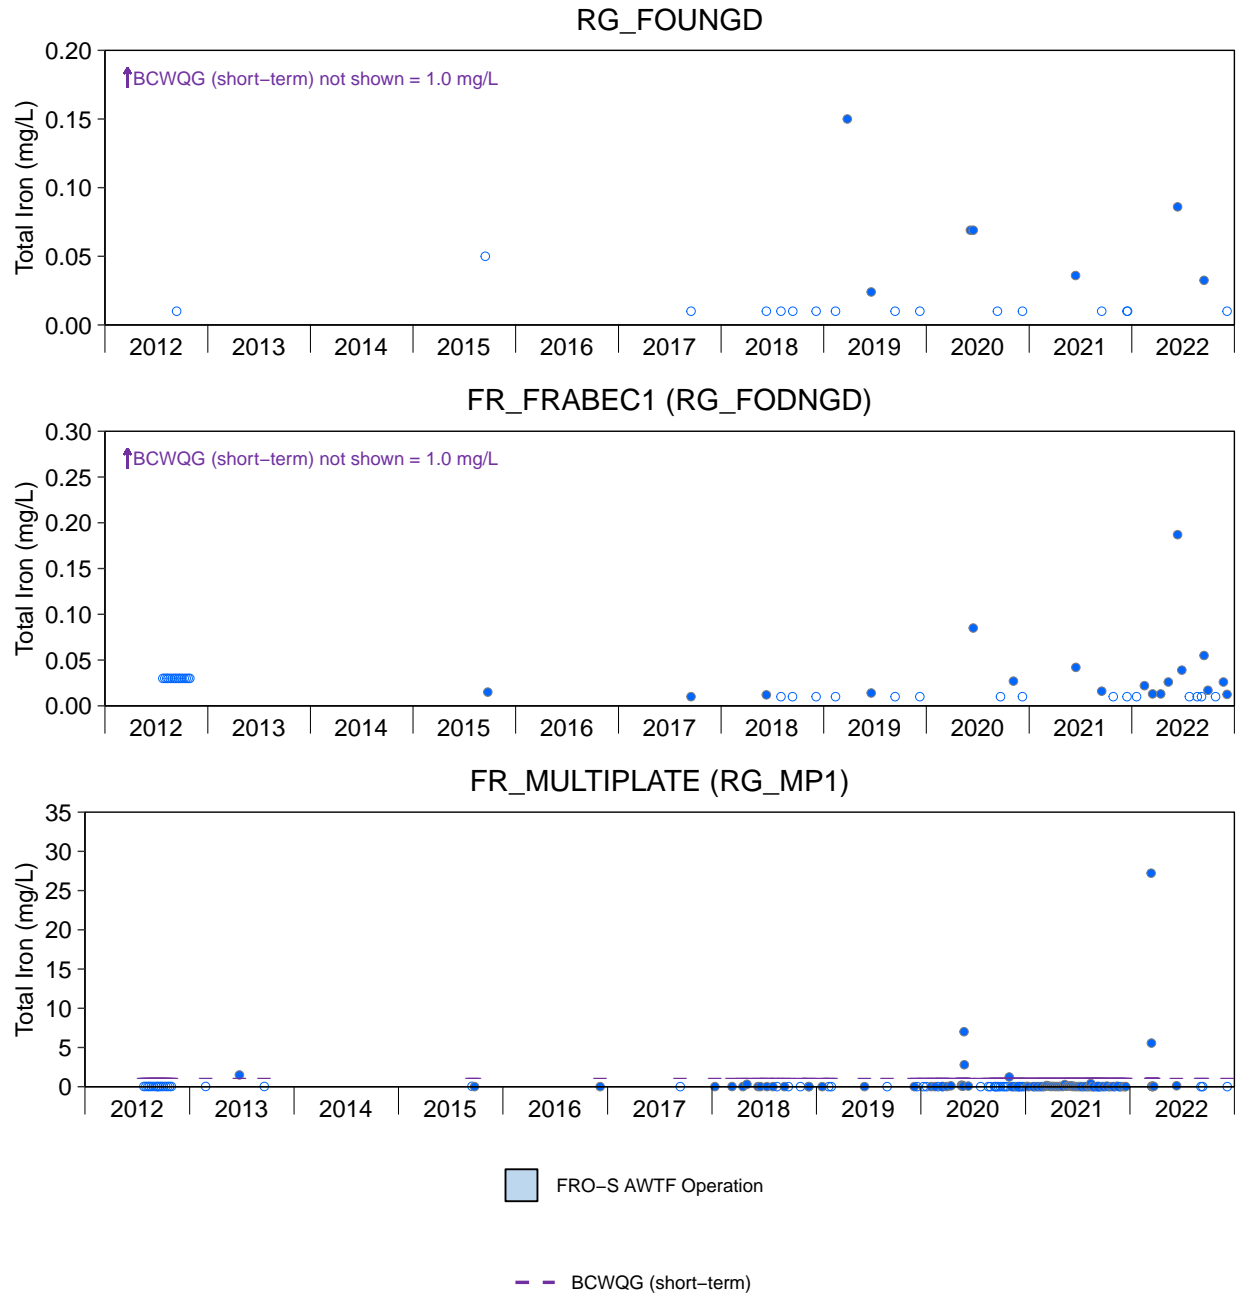 RG_FOUNGD
0.20
↑BCWQG (short−term) not shown = 1.0 mg/L
0.15
0.10
0.05
0.00
Total Iron (mg/L)
2012 2013 2014 2015 2016 2017 2018 2019 2020 2021 2022
FR_FRABEC1 (RG_FODNGD)
0.30
↑BCWQG (short−term) not shown = 1.0 mg/L
0.25
0.20
0.15
0.10
0.05
0.00
Total Iron (mg/L)
2012 2013 2014 2015 2016 2017 2018 2019 2020 2021 2022
FR_MULTIPLATE (RG_MP1)
35
30
25
20
15
10
5
0
Total Iron (mg/L)
2012 2013 2014 2015 2016 2017 2018 2019 2020 2021 2022
FRO−S AWTF Operation
BCWQG (short−term)